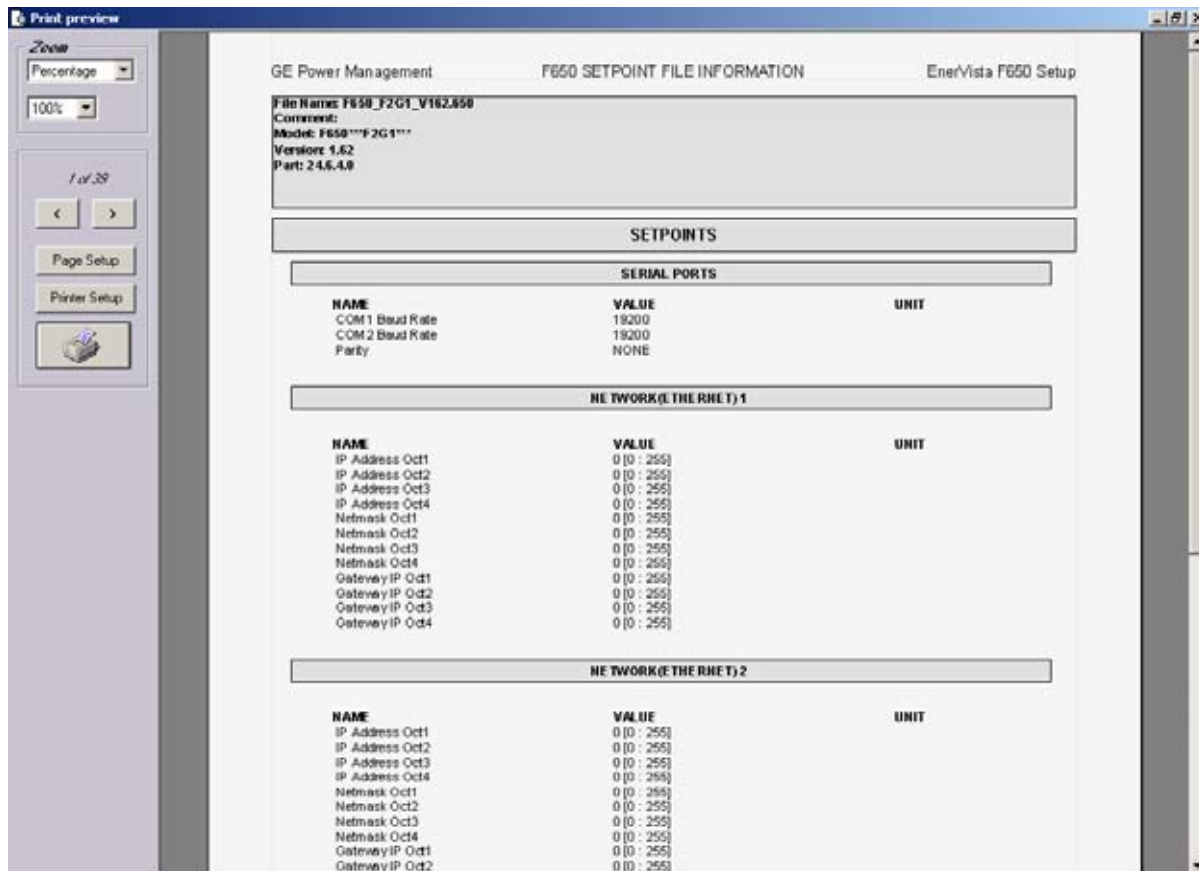 Print preview
Zoom
Percentage
100%
1 of 39
<
>
Page Setup
Printer Setup
GE Power Management F650 SETPOINT FILE INFORMATION EnerVista F650 Setup
File Name: F650_F2G1_V162.650
Comment:
Model: F650***F2G1***
Version: 1.62
Part: 24.6.4.0
SETPOINTS
SERIAL PORTS
NAME VALUE UNIT
COM1 Baud Rate 19200
COM2 Baud Rate 19200
Parity NONE
NETWORK(ETHERNET) 1
NAME VALUE UNIT
IP Address Oct1 0 [0 : 255]
IP Address Oct2 0 [0 : 255]
IP Address Oct3 0 [0 : 255]
IP Address Oct4 0 [0 : 255]
Netmask Oct1 0 [0 : 255]
Netmask Oct2 0 [0 : 255]
Netmask Oct3 0 [0 : 255]
Netmask Oct4 0 [0 : 255]
Gateway IP Oct1 0 [0 : 255]
Gateway IP Oct2 0 [0 : 255]
Gateway IP Oct3 0 [0 : 255]
Gateway IP Oct4 0 [0 : 255]
NETWORK(ETHERNET) 2
NAME VALUE UNIT
IP Address Oct1 0 [0 : 255]
IP Address Oct2 0 [0 : 255]
IP Address Oct3 0 [0 : 255]
IP Address Oct4 0 [0 : 255]
Netmask Oct1 0 [0 : 255]
Netmask Oct2 0 [0 : 255]
Netmask Oct3 0 [0 : 255]
Netmask Oct4 0 [0 : 255]
Gateway IP Oct1 0 [0 : 255]
Gateway IP Oct2 0 [0 : 255]